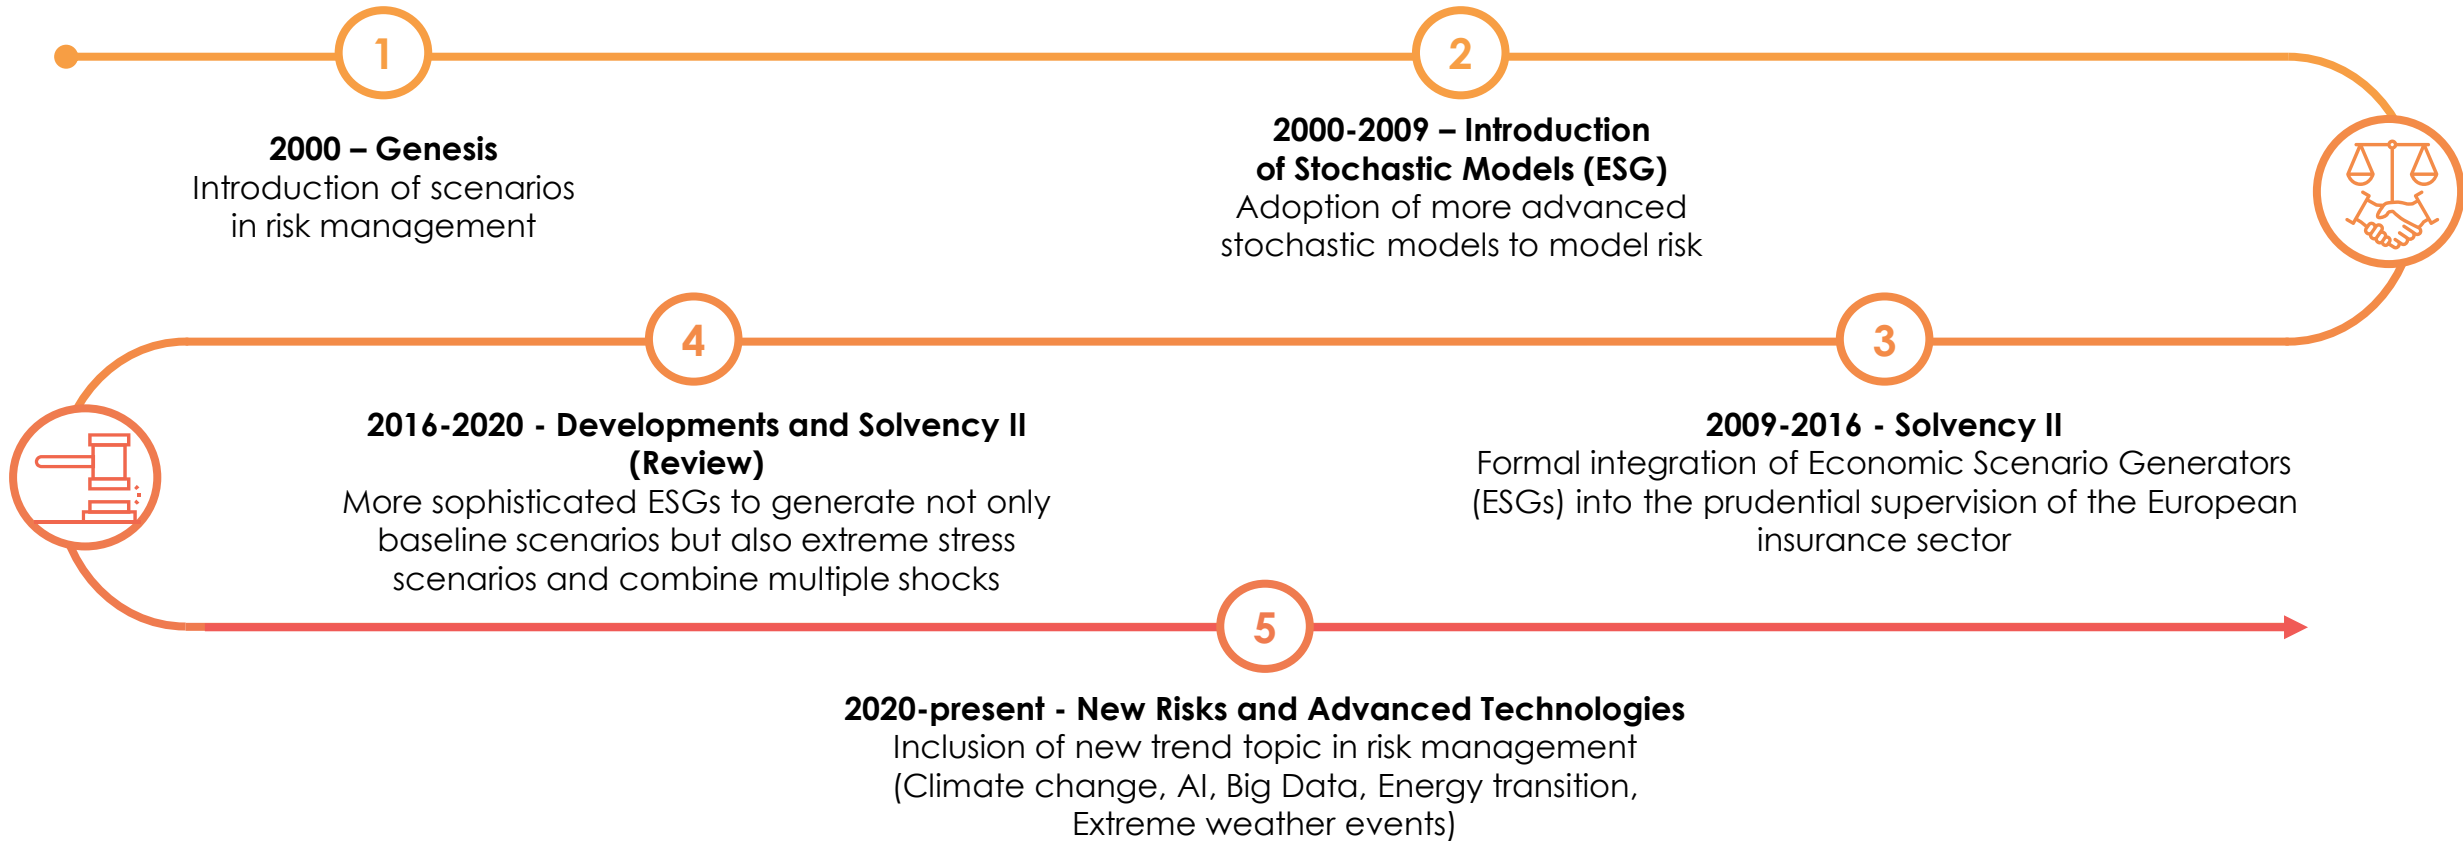 1
2000 – Genesis
Introduction of scenarios
in risk management
2
2000-2009 – Introduction
of Stochastic Models (ESG)
Adoption of more advanced
stochastic models to model risk
3
2009-2016 - Solvency II
Formal integration of Economic Scenario Generators
(ESGs) into the prudential supervision of the European
insurance sector
4
2016-2020 - Developments and Solvency II
(Review)
More sophisticated ESGs to generate not only
baseline scenarios but also extreme stress
scenarios and combine multiple shocks
5
2020-present - New Risks and Advanced Technologies
Inclusion of new trend topic in risk management
(Climate change, AI, Big Data, Energy transition,
Extreme weather events)